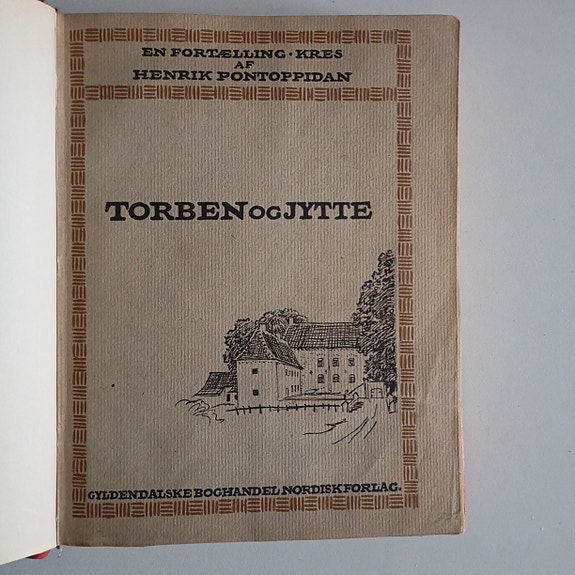 EN FORTÆLLING · KRES
AF
HENRIK PONTOPPIDAN
TORBEN OG JYTTE
GYLDENDALSKE BOGHANDEL NORDISK FORLAG.